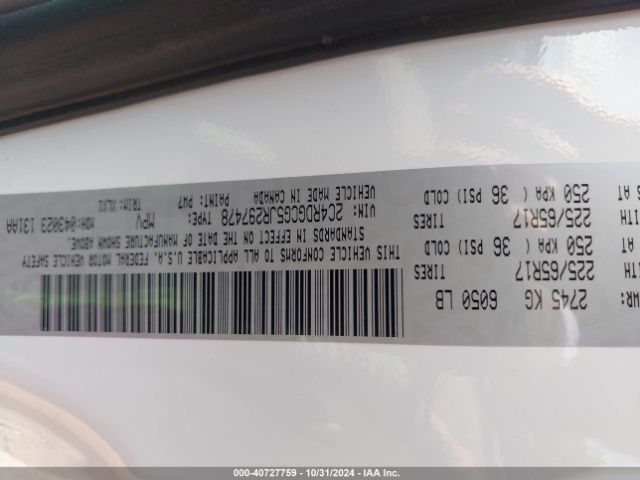 2745 KG 6050 LB
225/65R17 TIRES
250 KPA ( 36 PSI) COLD
225/65R17 TIRES
S AT 250 KPA ( 36 PSI) COLD
THIS VEHICLE CONFORMS TO ALL APPLICABLE U.S.A. FEDERAL MOTOR VEHICLE SAFETY
STANDARDS IN EFFECT ON THE DATE OF MANUFACTURE SHOWN ABOVE.
VIN: 2C4RDGCG5JR257478 TYPE: MPV MDH:043023 131AA
VEHICLE MADE IN CANADA PAINT: PW7 TRIM:
000-40727759 - 10/31/2024 - IAA Inc.